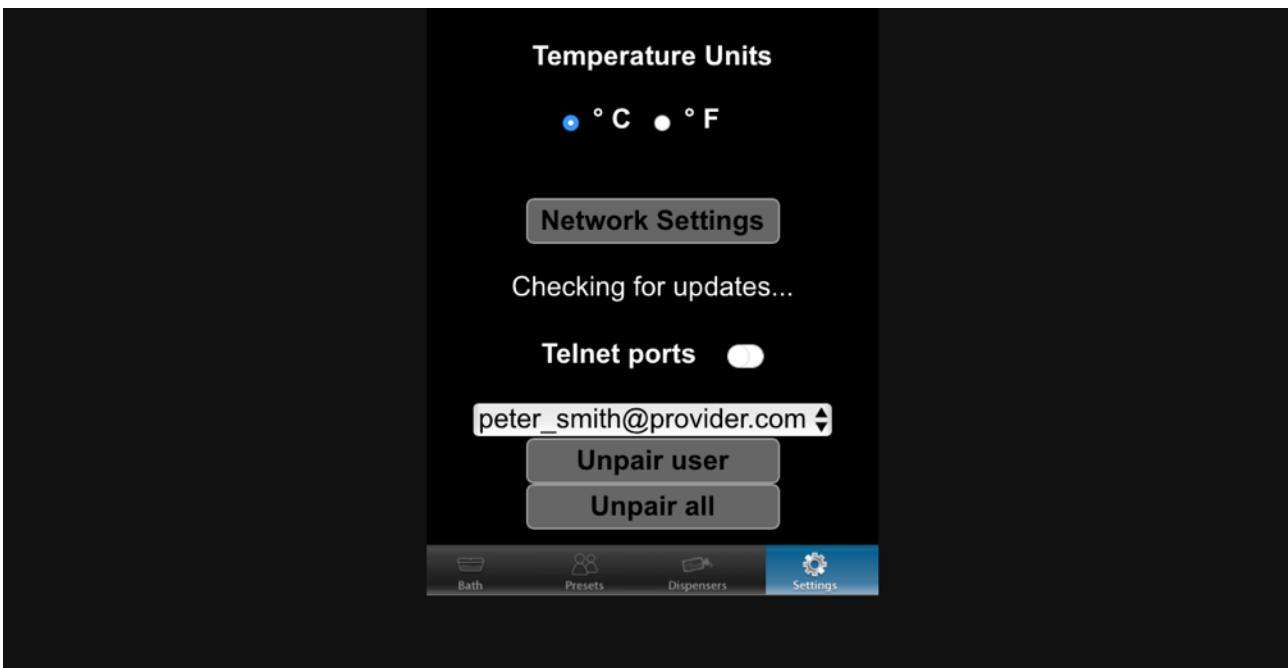 Temperature Units
° C ° F
Network Settings
Checking for updates...
Telnet ports
peter_smith@provider.com
Unpair user
Unpair all
Bath Presets Dispensers Settings